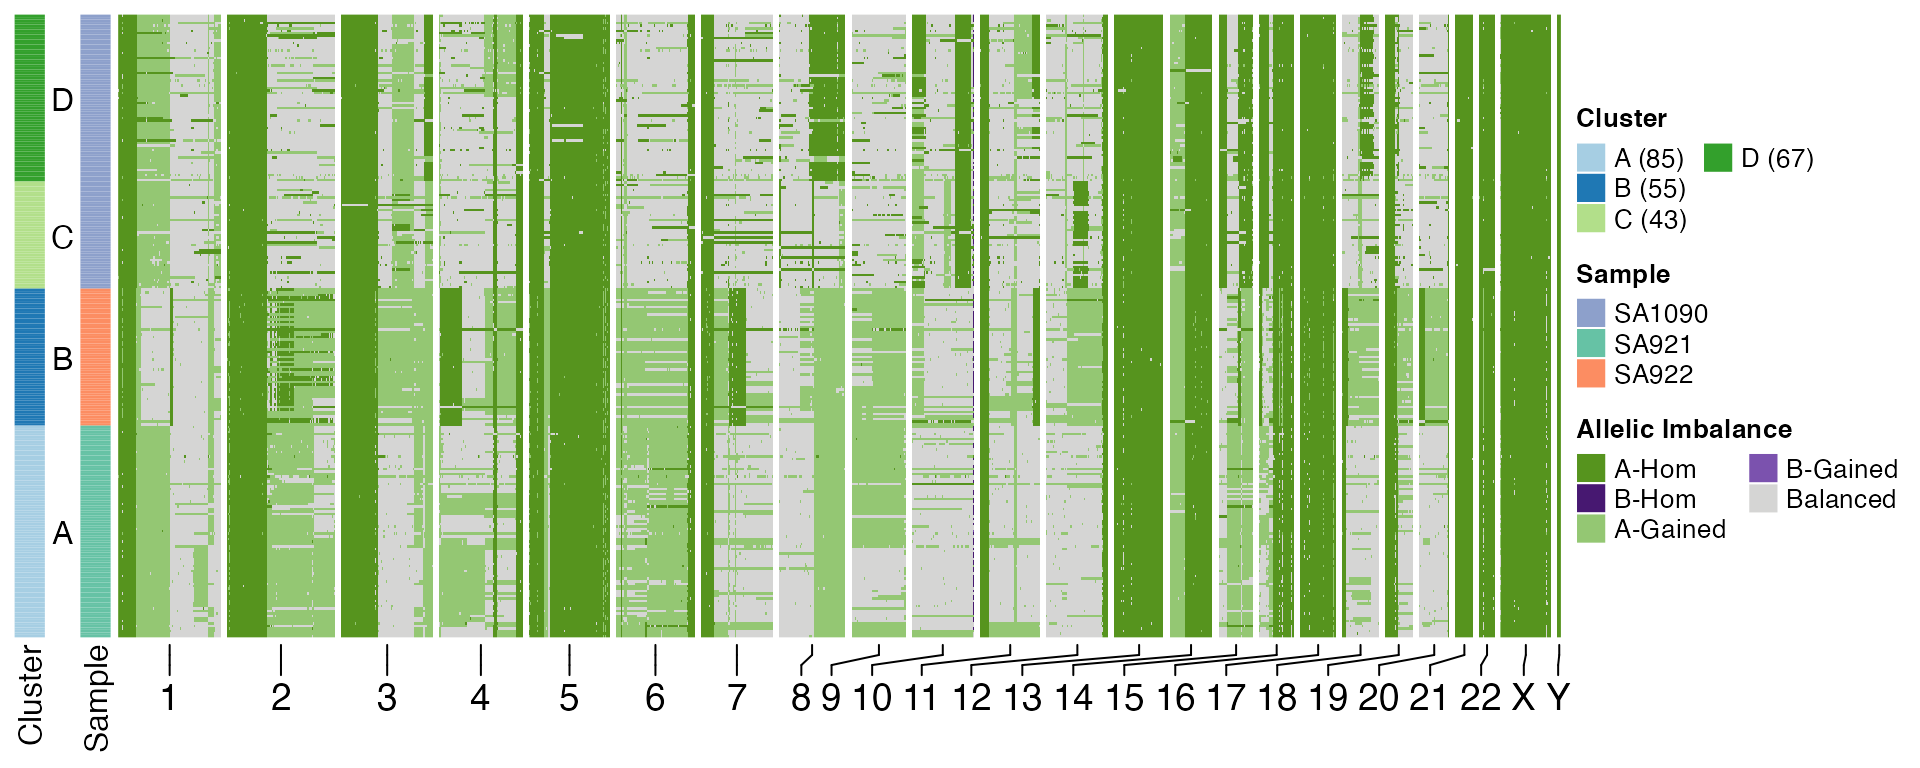 D
C
B
A
Cluster
Sample
1 2 3 4 5 6 7 8 9 10 11 12 13 14 15 16 17 18 19 20 21 22 X Y
Cluster
A (85) D (67)
B (55)
C (43)
Sample
SA1090
SA921
SA922
Allelic Imbalance
A-Hom B-Gained
B-Hom Balanced
A-Gained